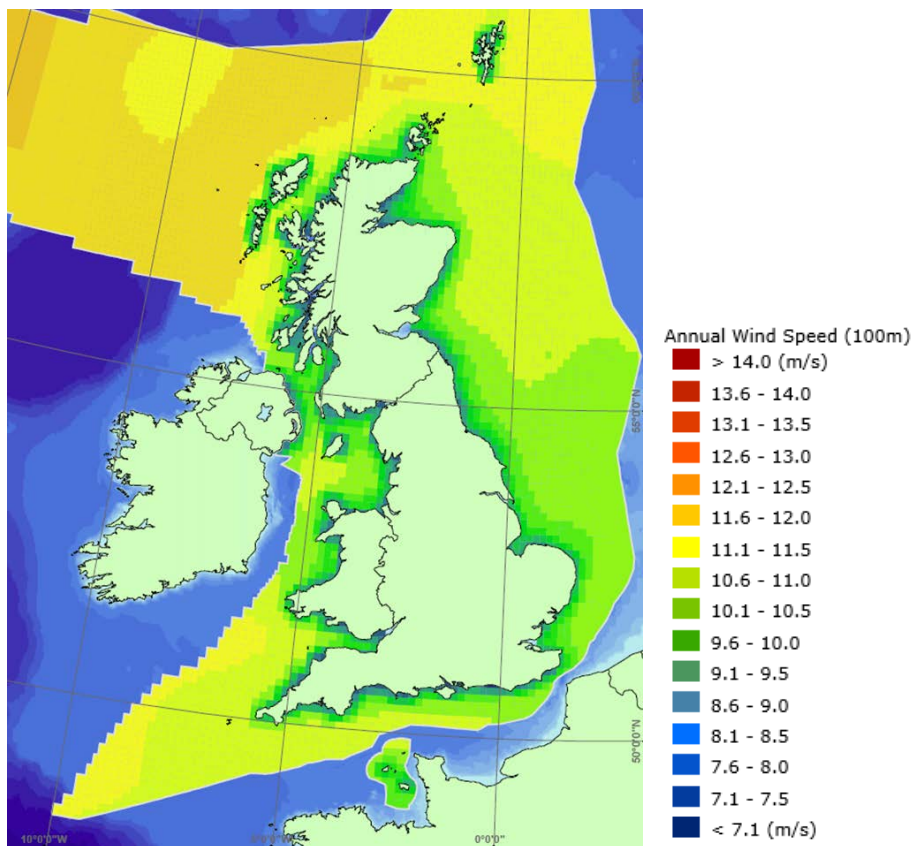 Annual Wind Speed (100m)
> 14.0 (m/s)
13.6 - 14.0
13.1 - 13.5
12.6 - 13.0
12.1 - 12.5
11.6 - 12.0
11.1 - 11.5
10.6 - 11.0
10.1 - 10.5
9.6 - 10.0
9.1 - 9.5
8.6 - 9.0
8.1 - 8.5
7.6 - 8.0
7.1 - 7.5
< 7.1 (m/s)
55°0'0"N
50°0'0"N
10°0'0"W
0°0'0"